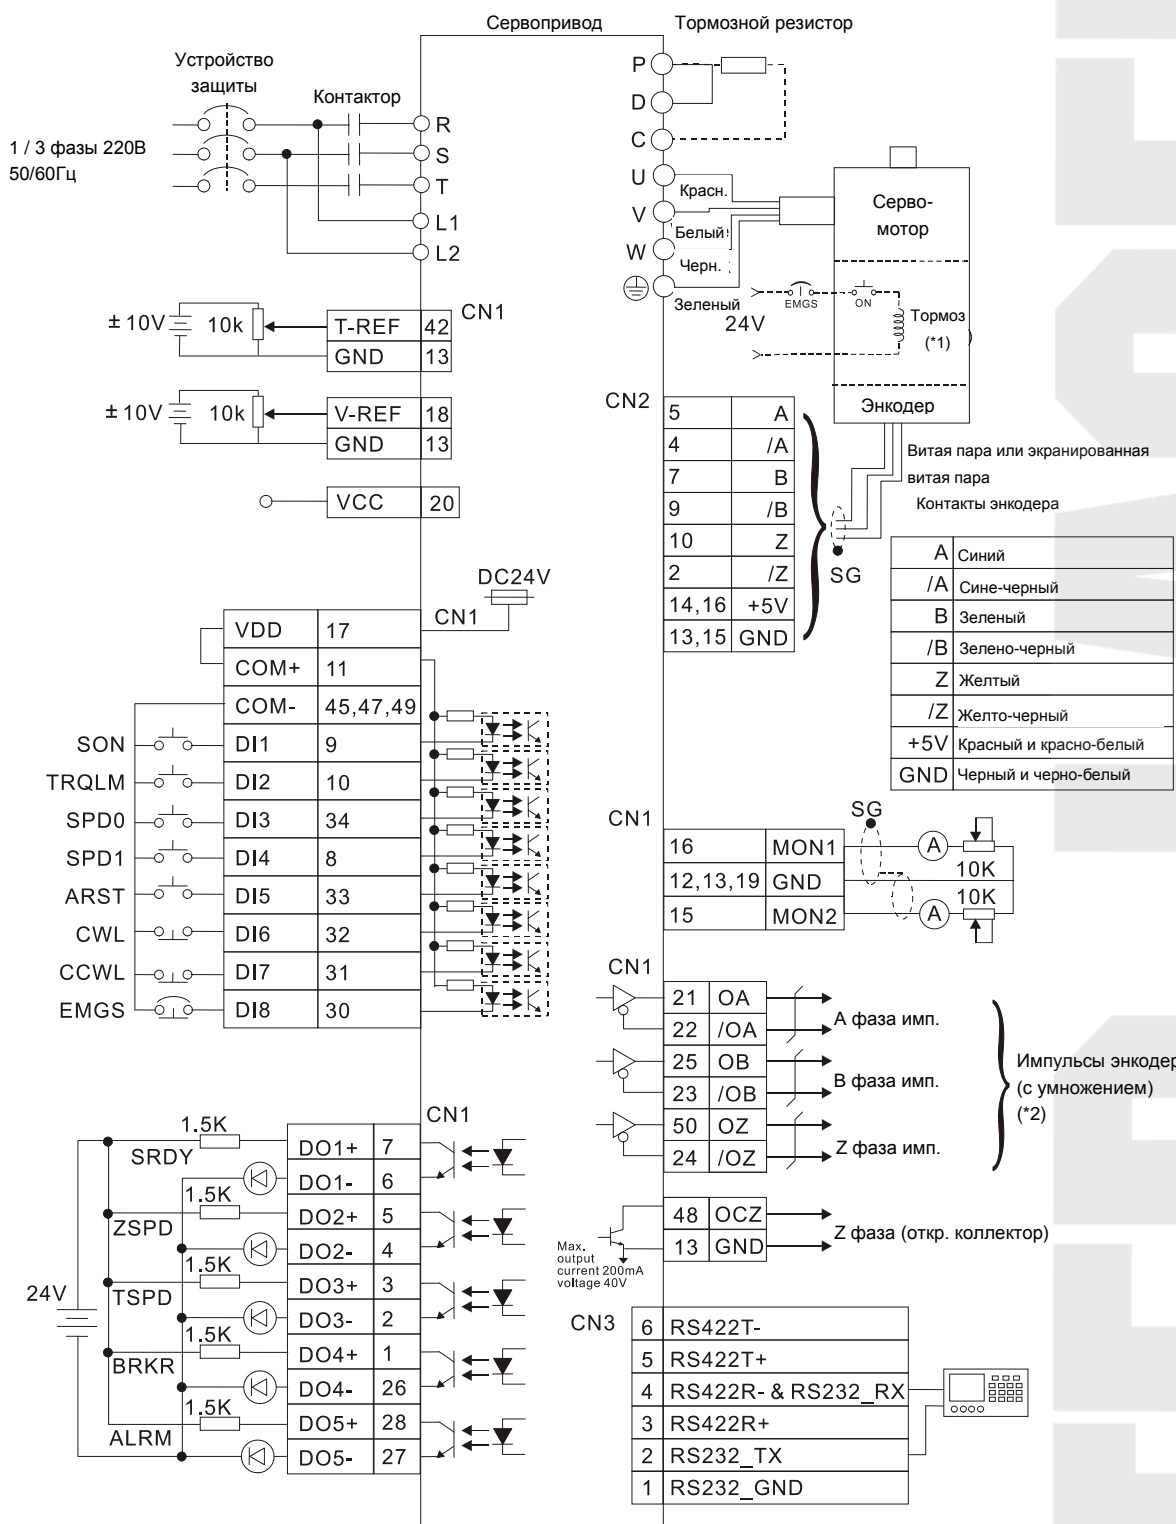 Сервопривод
Тормозной резистор
Устройство
защиты
Контактор
1 / 3 фазы 220В
50/60Гц
R
S
T
L1
L2
P
D
C
U
V
W
Красн.
Белый
Черн.
Зеленый
Серво-
мотор
EMGS
ON
24V
Тормоз
(*1)
Энкодер
± 10V
10k
T-REF 42
GND 13
CN1
± 10V
10k
V-REF 18
GND 13
VCC 20
CN2
5 A
4 /A
7 B
9 /B
10 Z
2 /Z
14,16 +5V
13,15 GND
SG
Витая пара или экранированная
витая пара
Контакты энкодера
A Синий
/A Сине-черный
B Зеленый
/B Зелено-черный
Z Желтый
/Z Желто-черный
+5V Красный и красно-белый
GND Черный и черно-белый
DC24V
CN1
VDD 17
COM+ 11
COM- 45,47,49
SON DI1 9
TRQLM DI2 10
SPD0 DI3 34
SPD1 DI4 8
ARST DI5 33
CWL DI6 32
CCWL DI7 31
EMGS DI8 30
CN1
SG
16 MON1
12,13,19 GND
15 MON2
A
10K
10K
A
CN1
21 OA
22 /OA
А фаза имп.
25 OB
23 /OB
В фаза имп.
50 OZ
24 /OZ
Z фаза имп.
Импульсы энкодер
(с умножением)
(*2)
48 OCZ
13 GND
Z фаза (откр. коллектор)
Max.
output
current 200mA
voltage 40V
CN1
24V
1.5K
SRDY
DO1+ 7
DO1- 6
1.5K
ZSPD
DO2+ 5
DO2- 4
1.5K
TSPD
DO3+ 3
DO3- 2
1.5K
BRKR
DO4+ 1
DO4- 26
1.5K
ALRM
DO5+ 28
DO5- 27
CN3
6 RS422T-
5 RS422T+
4 RS422R- & RS232_RX
3 RS422R+
2 RS232_TX
1 RS232_GND